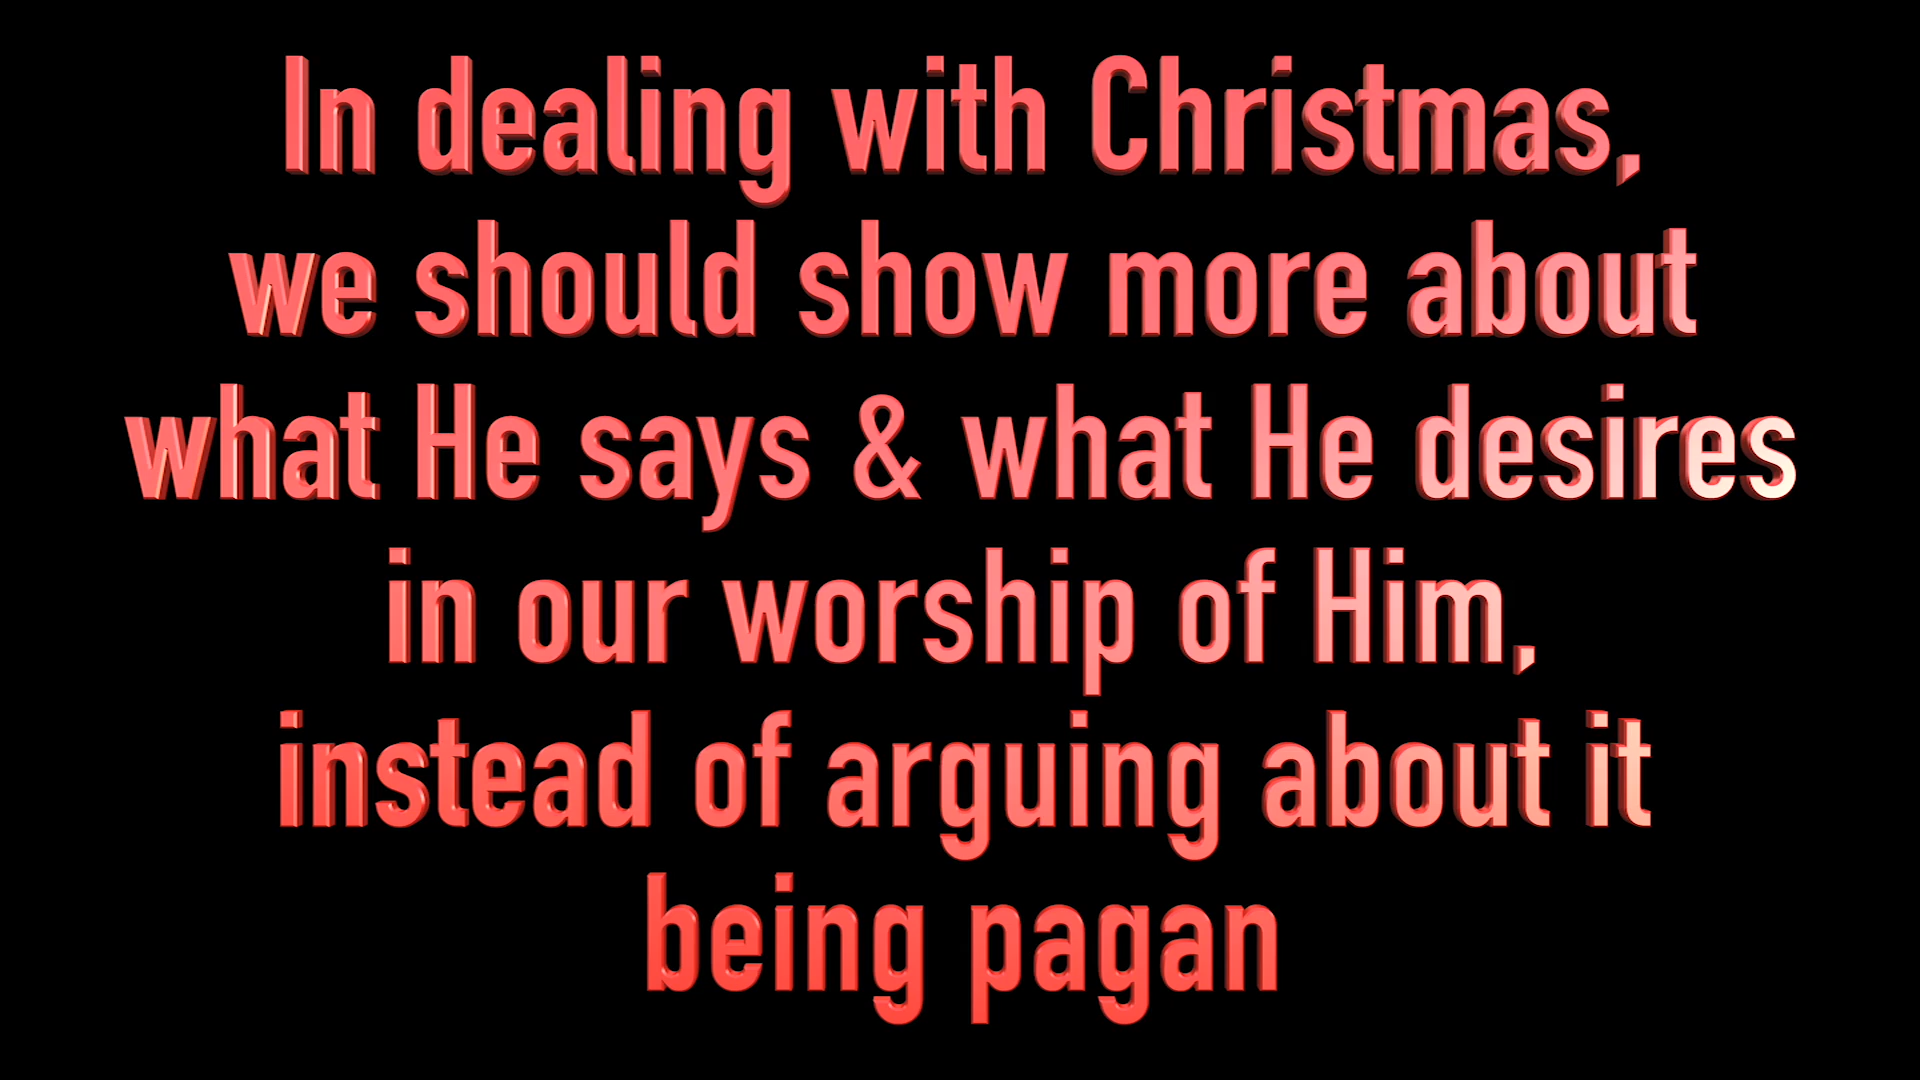 In dealing with Christmas,
we should show more about
what He says & what He desires
in our worship of Him,
instead of arguing about it
being pagan